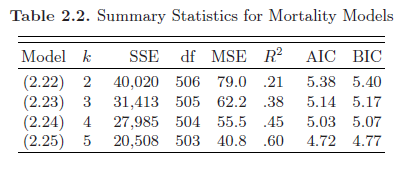 Table 2.2. Summary Statistics for Mortality Models
Model k SSE df MSE R² AIC BIC
(2.22) 2 40,020 506 79.0 .21 5.38 5.40
(2.23) 3 31,413 505 62.2 .38 5.14 5.17
(2.24) 4 27,985 504 55.5 .45 5.03 5.07
(2.25) 5 20,508 503 40.8 .60 4.72 4.77